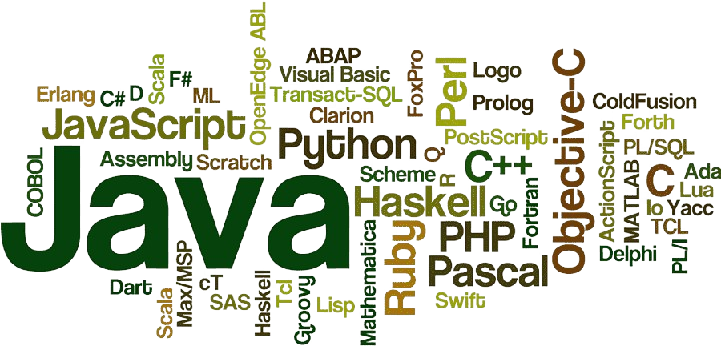 OpenEdge ABL
ABAP
FoxPro
Perl
Logo
Objective-C
Scala
F#
Visual Basic
Erlang
C#
D
ML
Transact-SQL
Prolog
ColdFusion
JavaScript
Clarion
PostScript
Forth
Python
Q
ActionScript
MATLAB
PL/SQL
COBOL
Assembly
Scratch
Scheme
R
C++
C
Ada
Lua
Java
Haskell
Go
Fortran
Io
Yacc
TCL
Mathematica
Ruby
PHP
Delphi
PL/I
Max/MSP
Pascal
Dart
Scala
cT
SAS
Haskell
Tcl
Groovy
Lisp
Swift